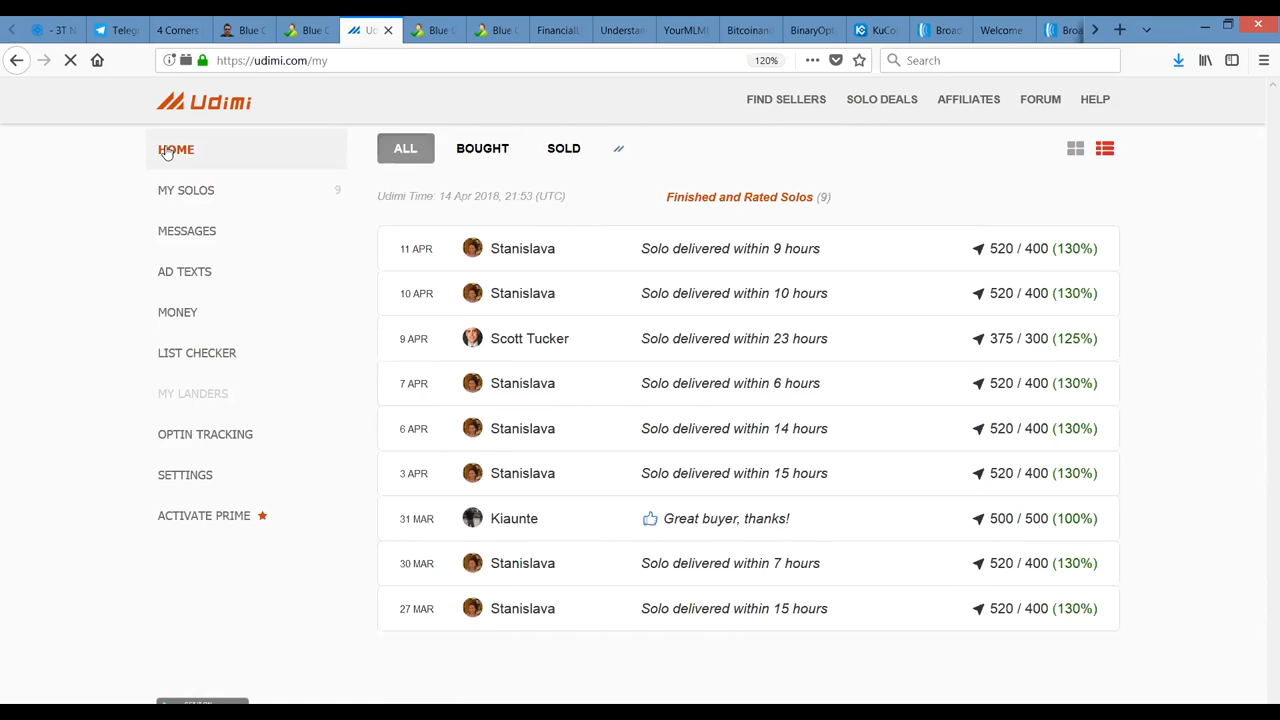 - 3T N
Teleg
4 Corners
Blue C
Blue C
Ud
Blue C
Blue C
FinancialL
Understan
YourMLM
Bitcoinand
BinaryOpt
KuCo
Broad
Welcome
Broa
https://udimi.com/my
120%
Search
Udimi
FIND SELLERS
SOLO DEALS
AFFILIATES
FORUM
HELP
HOME
MY SOLOS 9
MESSAGES
AD TEXTS
MONEY
LIST CHECKER
MY LANDERS
OPTIN TRACKING
SETTINGS
ACTIVATE PRIME
ALL BOUGHT SOLD
Udimi Time: 14 Apr 2018, 21:53 (UTC) Finished and Rated Solos (9)
11 APR Stanislava Solo delivered within 9 hours 520 / 400 (130%)
10 APR Stanislava Solo delivered within 10 hours 520 / 400 (130%)
9 APR Scott Tucker Solo delivered within 23 hours 375 / 300 (125%)
7 APR Stanislava Solo delivered within 6 hours 520 / 400 (130%)
6 APR Stanislava Solo delivered within 14 hours 520 / 400 (130%)
3 APR Stanislava Solo delivered within 15 hours 520 / 400 (130%)
31 MAR Kiaunte Great buyer, thanks! 500 / 500 (100%)
30 MAR Stanislava Solo delivered within 7 hours 520 / 400 (130%)
27 MAR Stanislava Solo delivered within 15 hours 520 / 400 (130%)